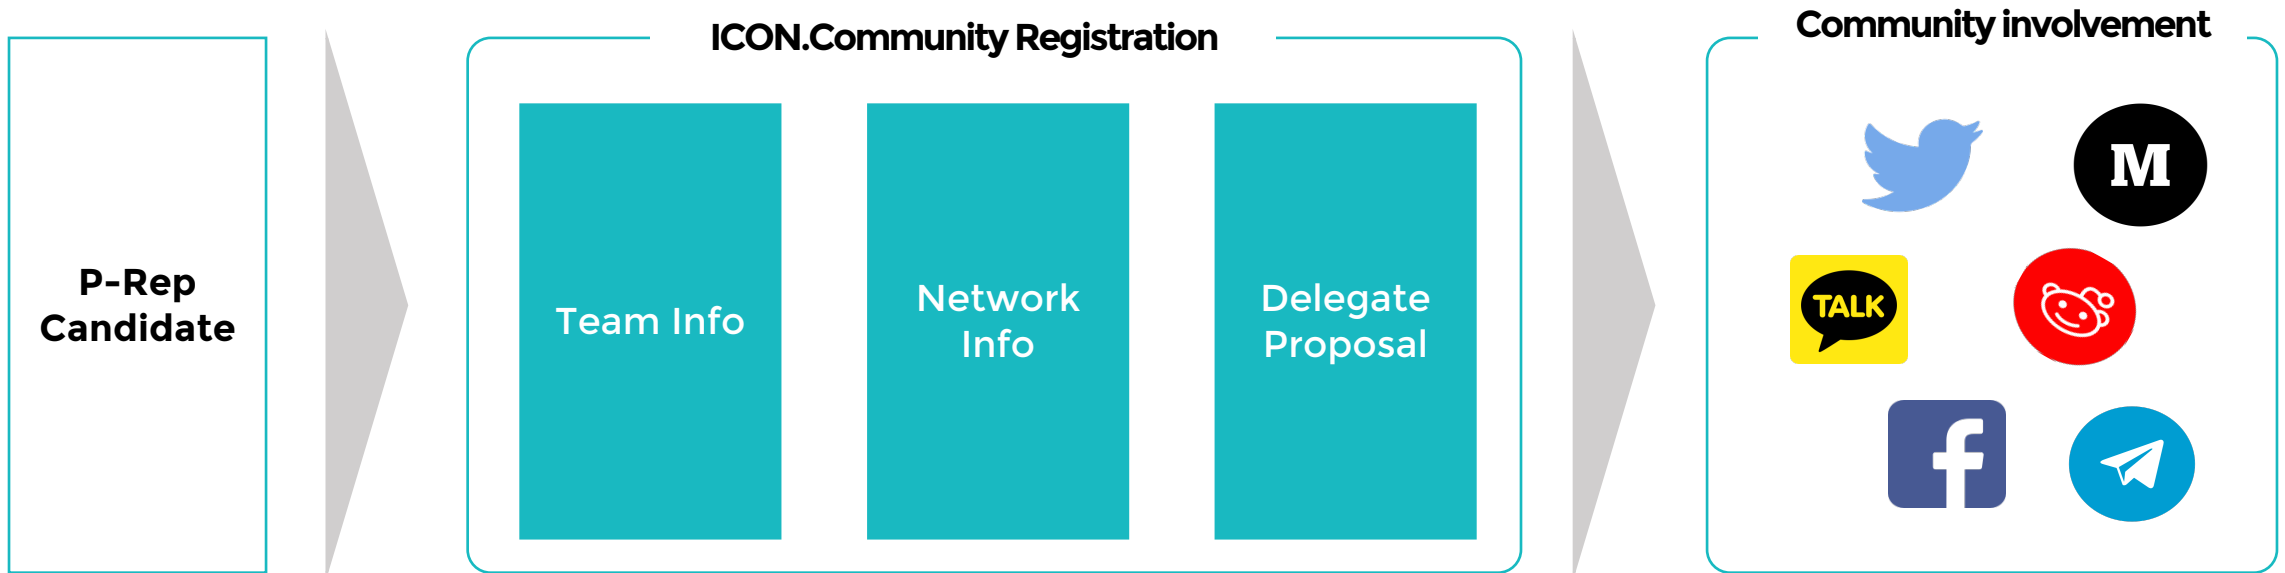 P-Rep
Candidate
ICON.Community Registration
Team Info
Network
Info
Delegate
Proposal
Community involvement
M
TALK
f